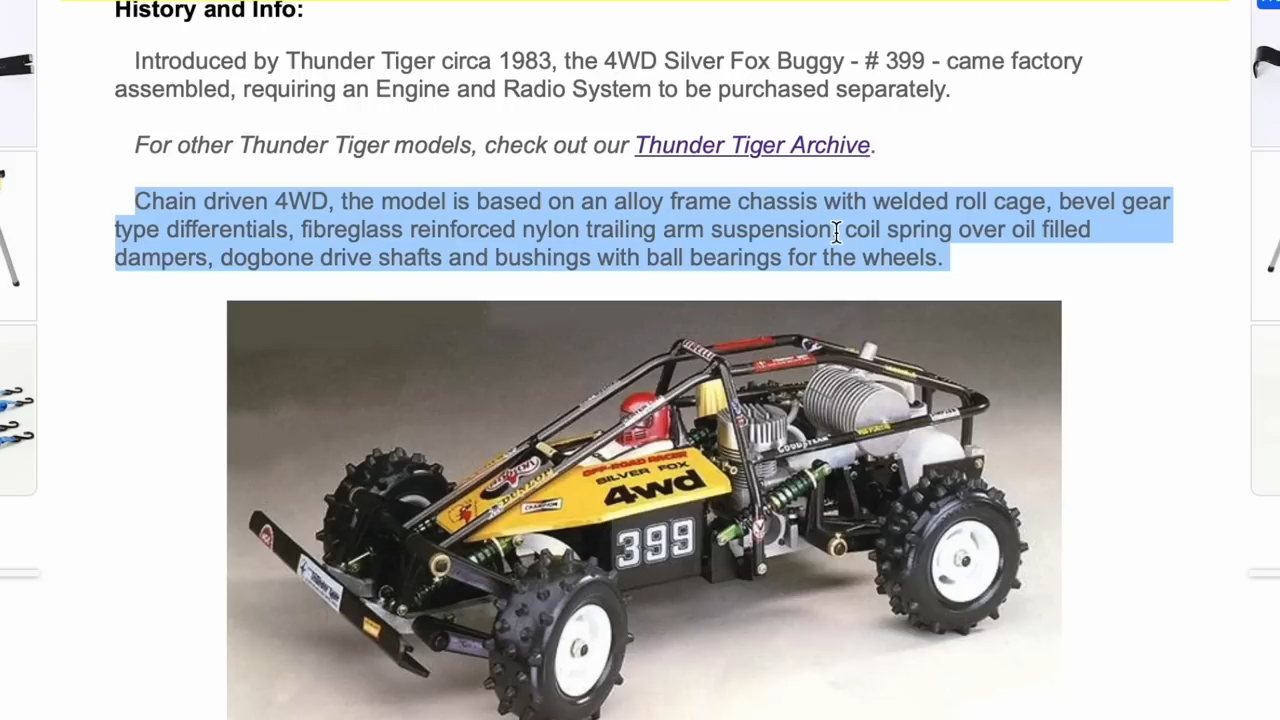 History and Info:
Introduced by Thunder Tiger circa 1983, the 4WD Silver Fox Buggy - # 399 - came factory
assembled, requiring an Engine and Radio System to be purchased separately.
For other Thunder Tiger models, check out our Thunder Tiger Archive.
Chain driven 4WD, the model is based on an alloy frame chassis with welded roll cage, bevel gear
type differentials, fibreglass reinforced nylon trailing arm suspension, coil spring over oil filled
dampers, dogbone drive shafts and bushings with ball bearings for the wheels.
PIRELLI
GOODYEAR
OFF-ROAD RACER
SILVER FOX
4wd
DUNLOP
CHAMPION
399